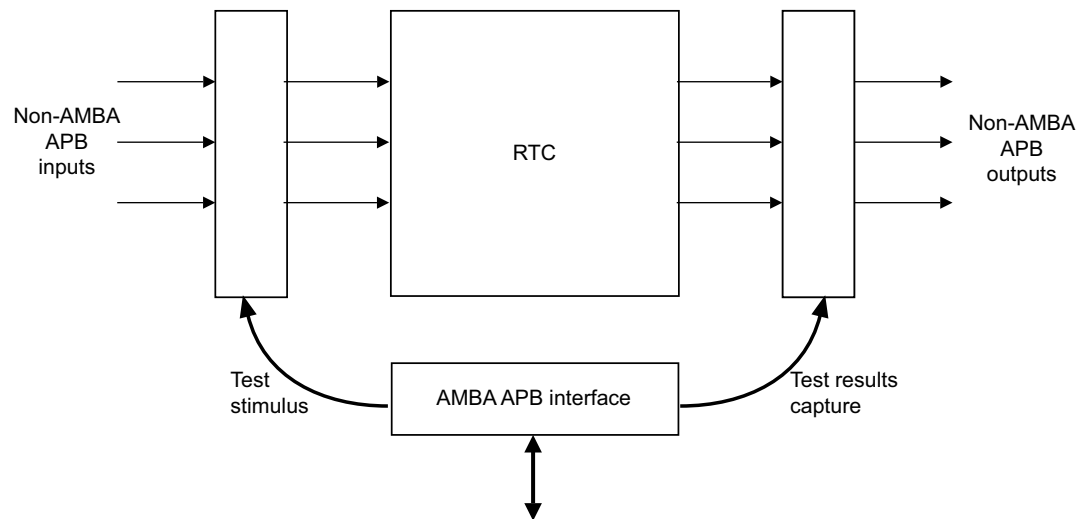 Non-AMBA
APB
inputs
RTC
Non-AMBA
APB
outputs
Test
stimulus
AMBA APB interface
Test results
capture